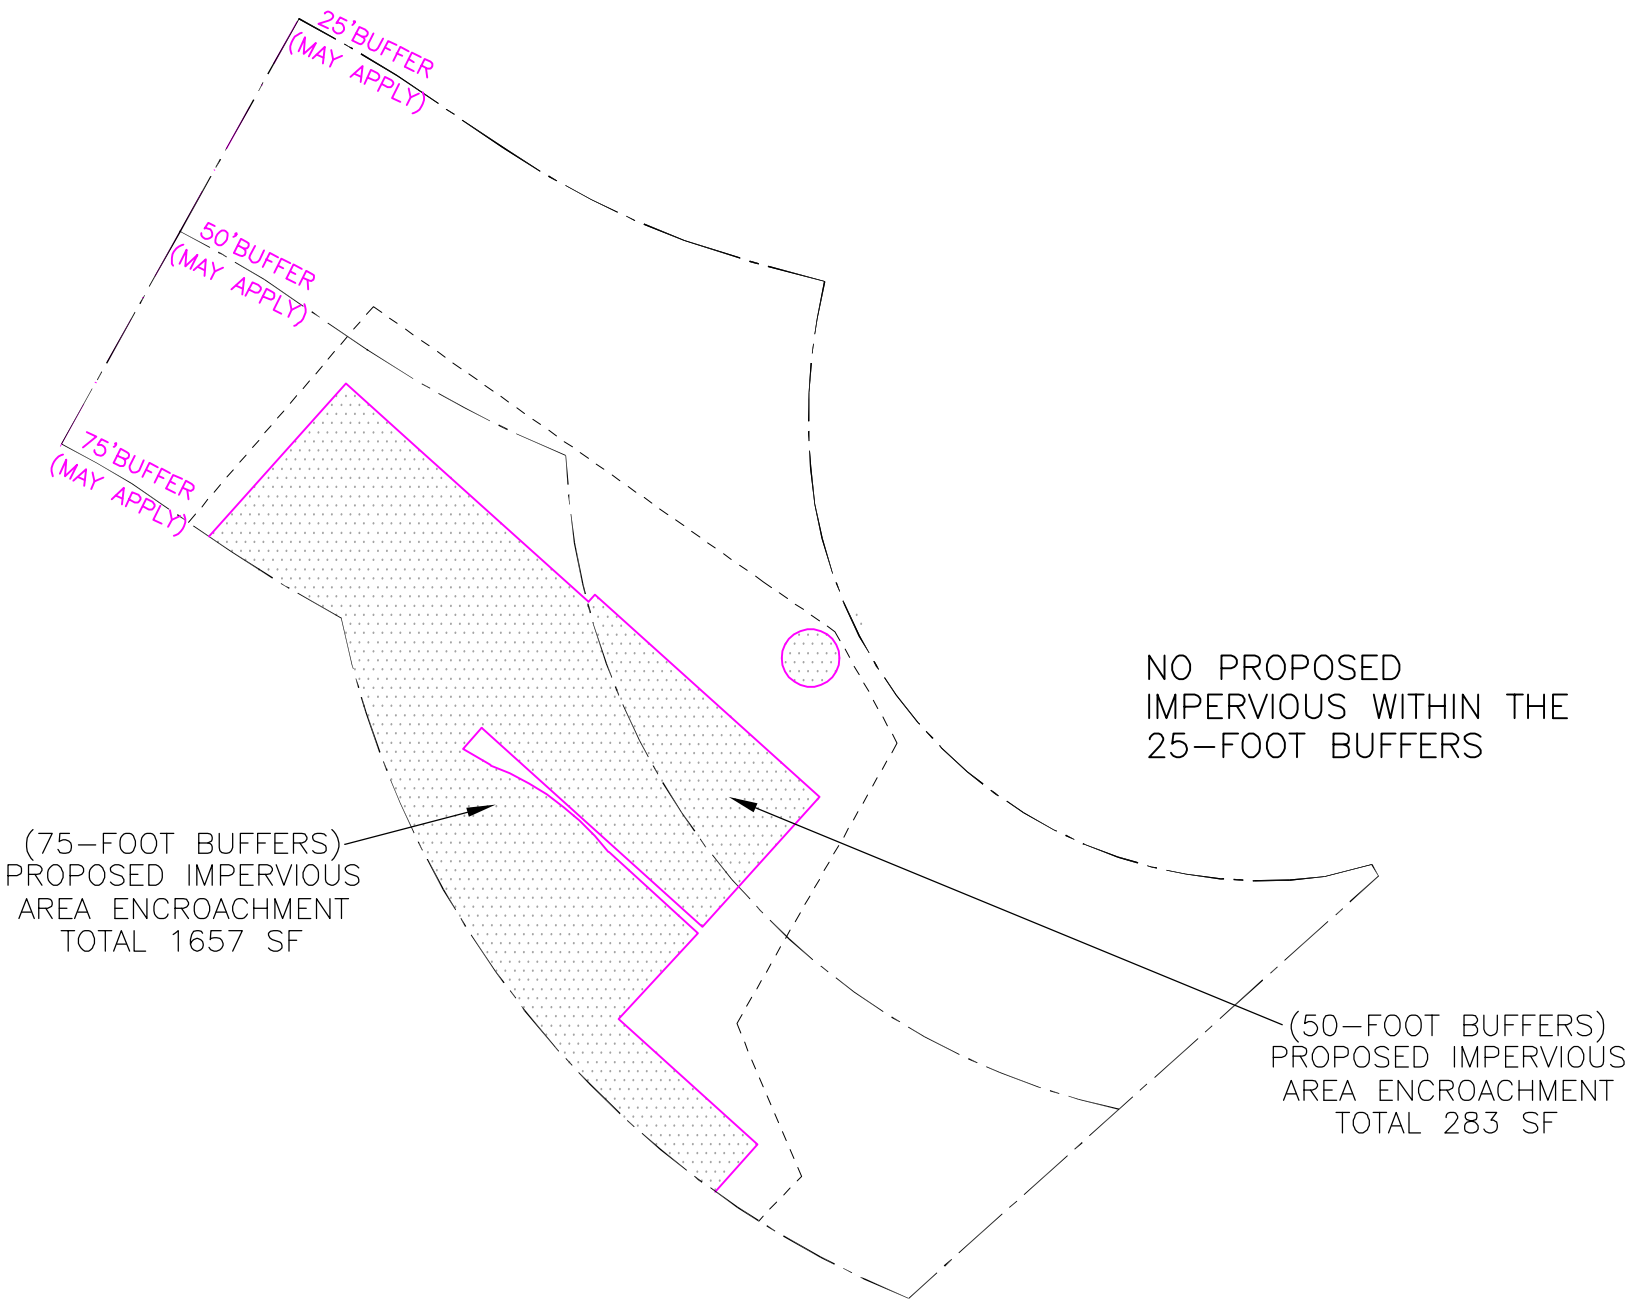 25'BUFFER
(MAY APPLY)
50'BUFFER
(MAY APPLY)
75'BUFFER
(MAY APPLY)
NO PROPOSED
IMPERVIOUS WITHIN THE
25-FOOT BUFFERS
(75-FOOT BUFFERS)
PROPOSED IMPERVIOUS
AREA ENCROACHMENT
TOTAL 1657 SF
(50-FOOT BUFFERS)
PROPOSED IMPERVIOUS
AREA ENCROACHMENT
TOTAL 283 SF